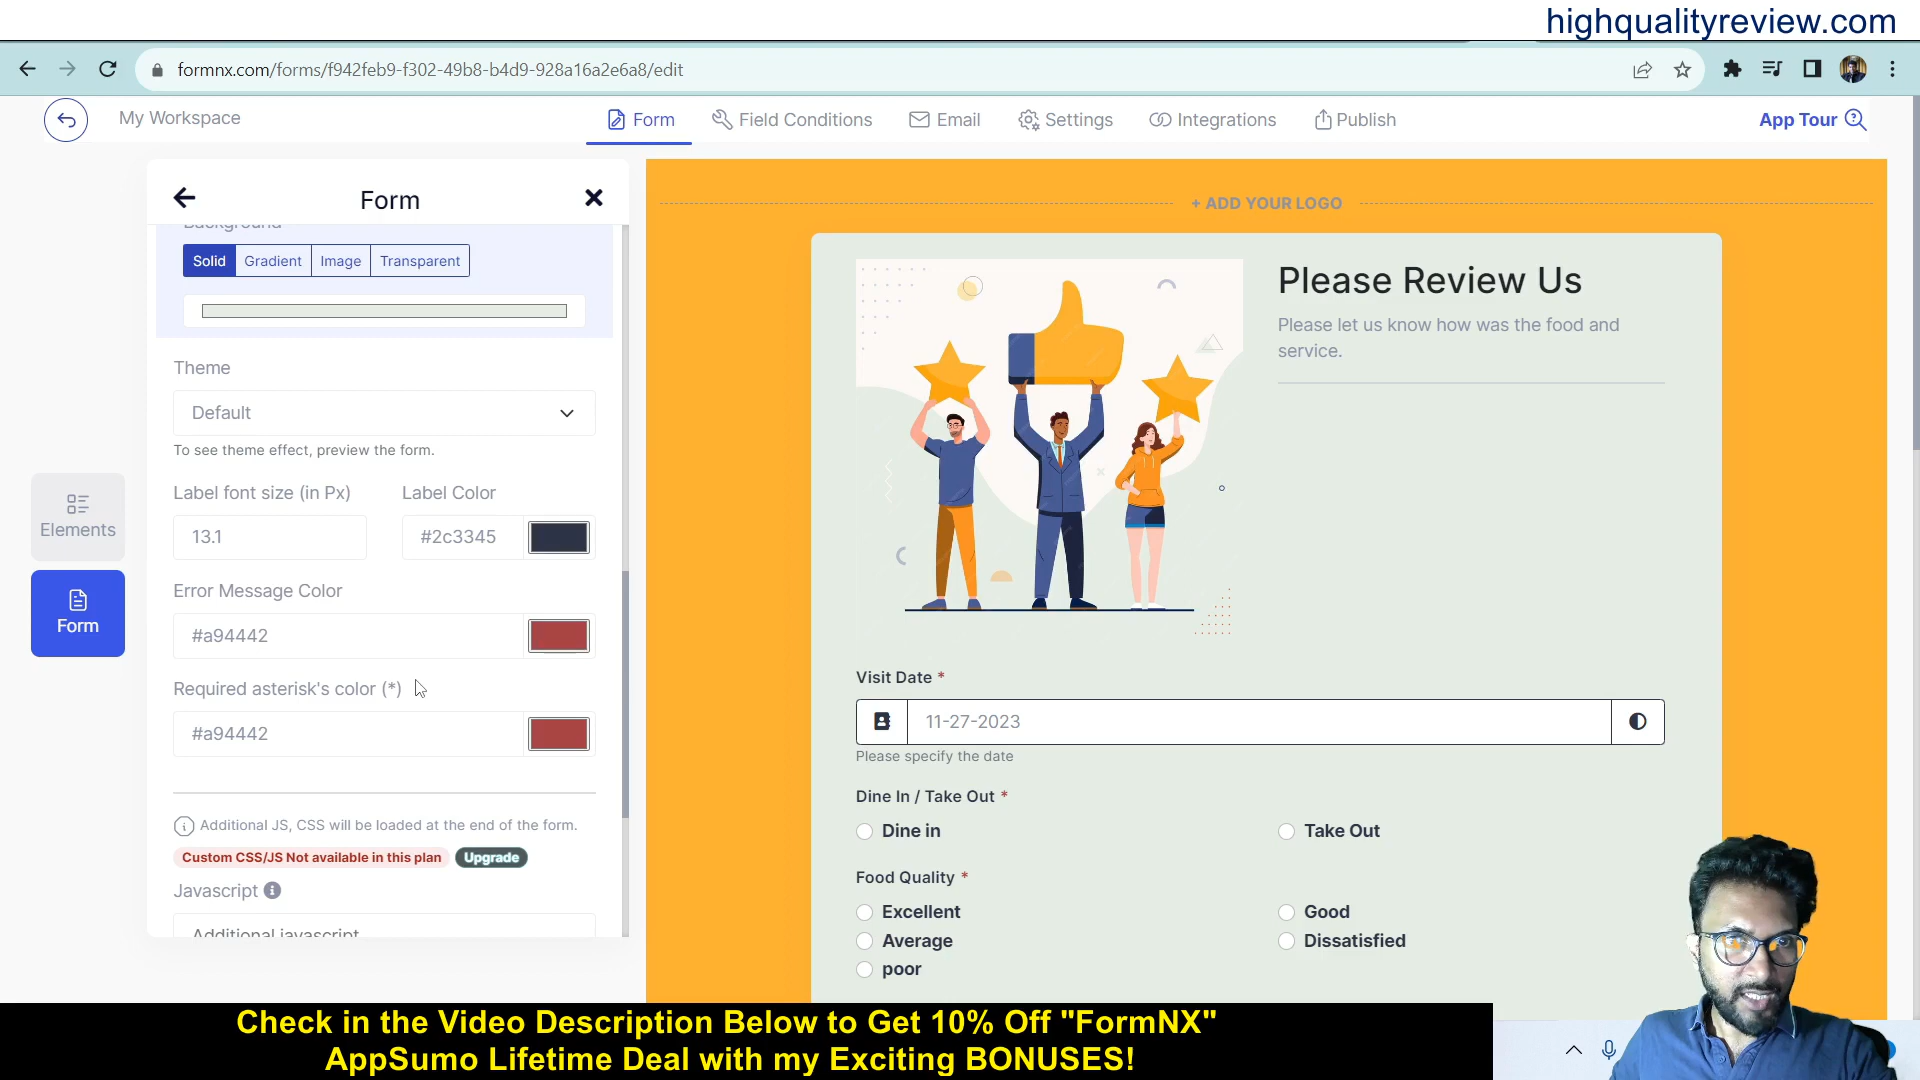 highqualityreview.com
formnx.com/forms/f942feb9-f302-49b8-b4d9-928a16a2e6a8/edit
My Workspace
Form
Field Conditions
Email
Settings
Integrations
Publish
App Tour
Form
Background
Solid
Gradient
Image
Transparent
Theme
Default
To see theme effect, preview the form.
Label font size (in Px)
Label Color
13.1
#2c3345
Error Message Color
#a94442
Required asterisk's color (*)
#a94442
Additional JS, CSS will be loaded at the end of the form.
Custom CSS/JS Not available in this plan
Upgrade
Javascript
Additional javascript
Elements
Form
+ ADD YOUR LOGO
Please Review Us
Please let us know how was the food and
service.
Visit Date *
11-27-2023
Please specify the date
Dine In / Take Out *
Dine in
Take Out
Food Quality *
Excellent
Good
Average
Dissatisfied
poor
Check in the Video Description Below to Get 10% Off "FormNX"
AppSumo Lifetime Deal with my Exciting BONUSES!